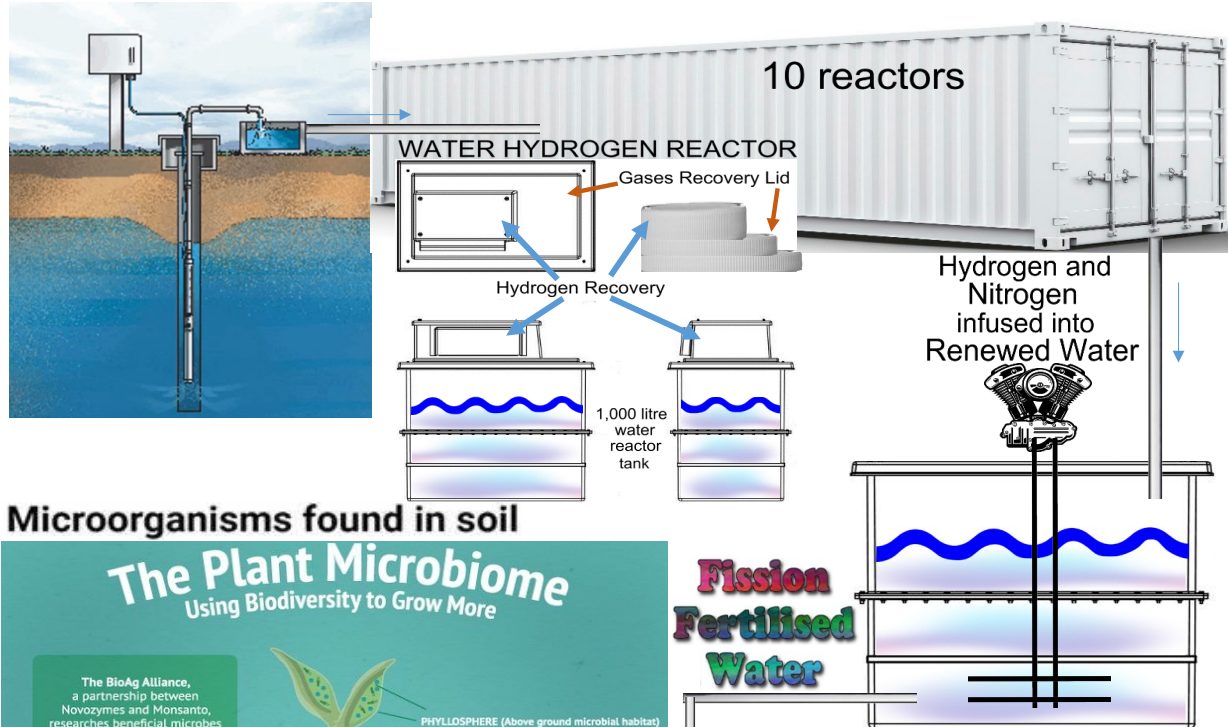 10 reactors
WATER HYDROGEN REACTOR
Gases Recovery Lid
Hydrogen Recovery
1,000 litre
water
reactor
tank
Hydrogen and
Nitrogen
infused into
Renewed Water
Microorganisms found in soil
The Plant Microbiome
Using Biodiversity to Grow More
The BioAg Alliance,
a partnership between
Novozymes and Monsanto,
researches beneficial microbes
PHYLLOSPHERE (Above ground microbial habitat)
Fission
Fertilised
Water